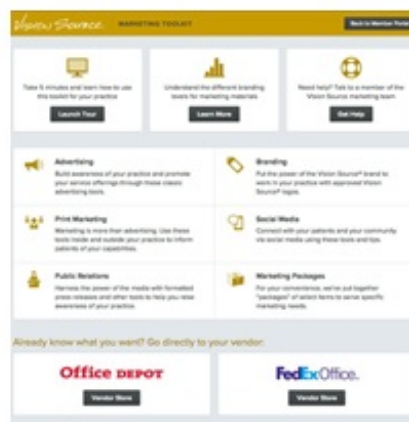 Vision Source MARKETING TOOLKIT Back to Member Portal
Take 5 minutes and learn how to use
this toolkit for your practice
Launch Tour
Understand the different branding
levels for marketing materials
Learn More
Need help? Talk to a member of the
Vision Source marketing team
Get Help
Advertising
Build awareness of your practice and promote
your service offerings through these classic
advertising tools.
Branding
Put the power of the Vision Source® brand to
work in your practice with approved Vision
Source® logos.
Print Marketing
Marketing is more than advertising. Use these
tools inside and outside your practice to inform
patients of your capabilities.
Social Media
Connect with your patients and your community
via social media using these tools and tips.
Public Relations
Harness the power of the media with formatted
press releases and other tools to help you raise
awareness of your practice.
Marketing Packages
For your convenience, we've put together
"packages" of select items to serve specific
marketing needs.
Already know what you want? Go directly to your vendor:
Office DEPOT
Vendor Store
FedEx Office.
Vendor Store